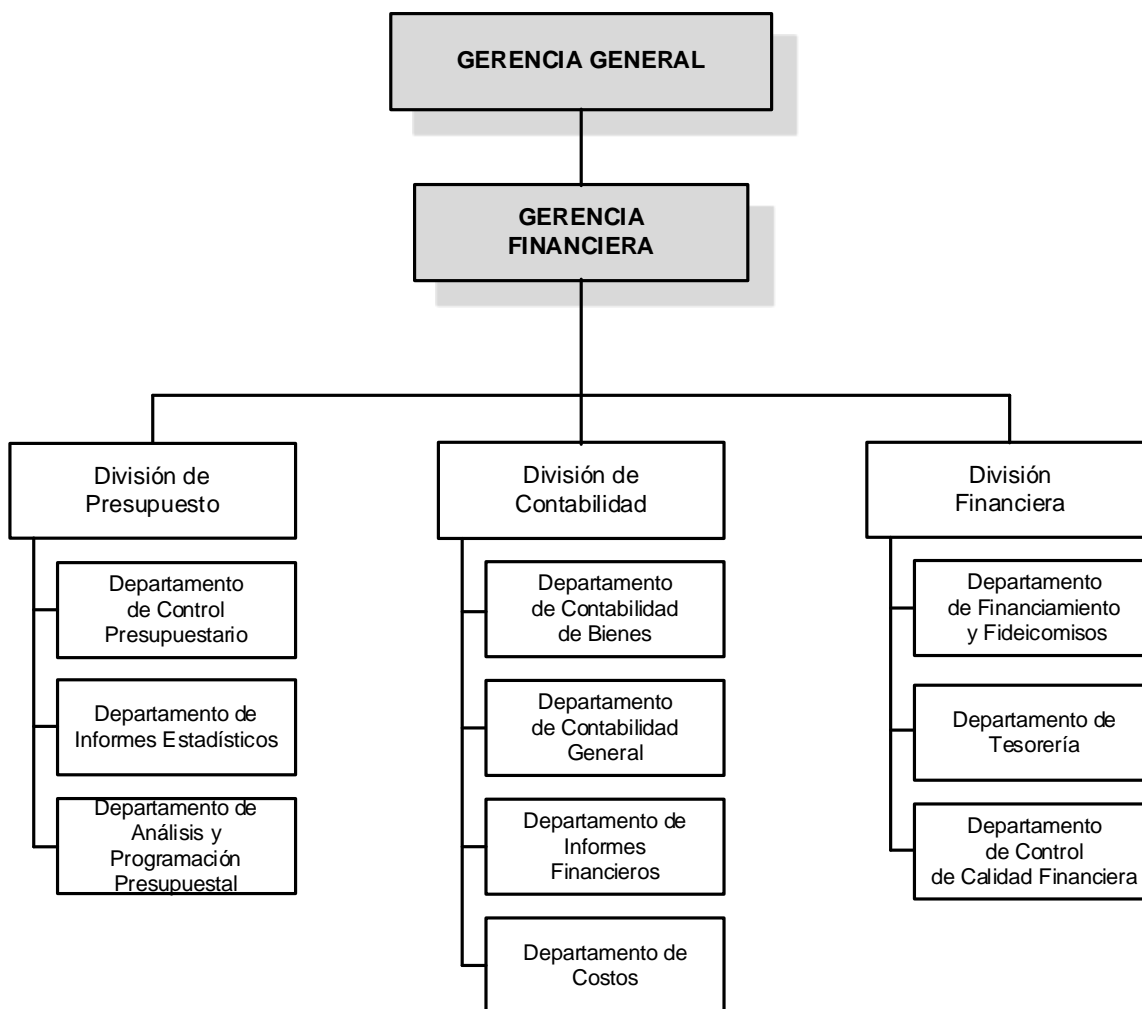 GERENCIA GENERAL
GERENCIA
FINANCIERA
División de
Presupuesto
Departamento
de Control
Presupuestario
Departamento de
Informes Estadísticos
Departamento de
Análisis y
Programación
Presupuestal
División de
Contabilidad
Departamento
de Contabilidad
de Bienes
Departamento
de Contabilidad
General
Departamento de
Informes
Financieros
Departamento de
Costos
División
Financiera
Departamento
de Financiamiento
y Fideicomisos
Departamento de
Tesorería
Departamento
de Control
de Calidad Financiera